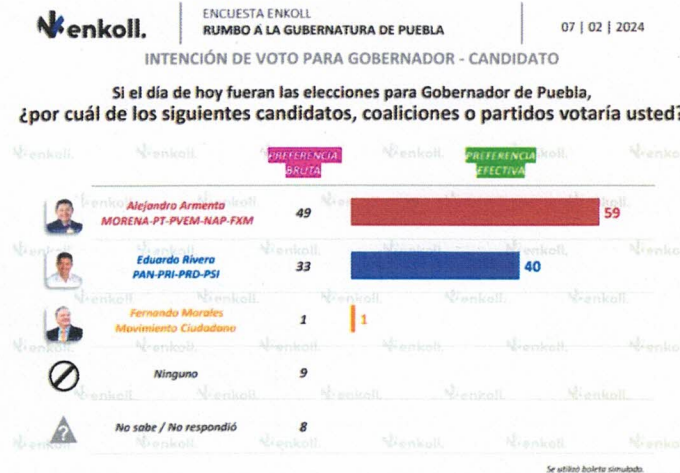 enkoll.
ENCUESTA ENKOLL
RUMBO A LA GUBERNATURA DE PUEBLA
07 | 02 | 2024
INTENCIÓN DE VOTO PARA GOBERNADOR - CANDIDATO
Si el día de hoy fueran las elecciones para Gobernador de Puebla,
¿por cuál de los siguientes candidatos, coaliciones o partidos votaría usted?
PREFERENCIA
BRUTA
PREFERENCIA
EFECTIVA
Alejandro Armenta
MORENA-PT-PVEM-NAP-FXM
49
59
Eduardo Rivera
PAN-PRI-PRD-PSI
33
40
Fernando Morales
Movimiento Ciudadano
1
1
Ninguno
9
?
No sabe / No respondió
8
Se utilizó boleta simulada.